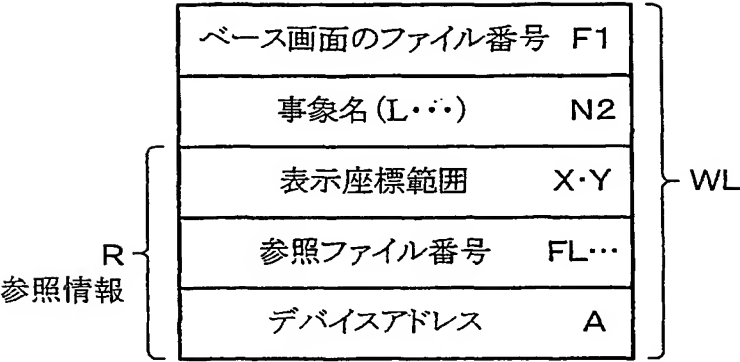 ベース画面のファイル番号 F1
事象名(L・・・) N2
表示座標範囲 X・Y
参照ファイル番号 FL…
デバイスアドレス A
WL
R
参照情報